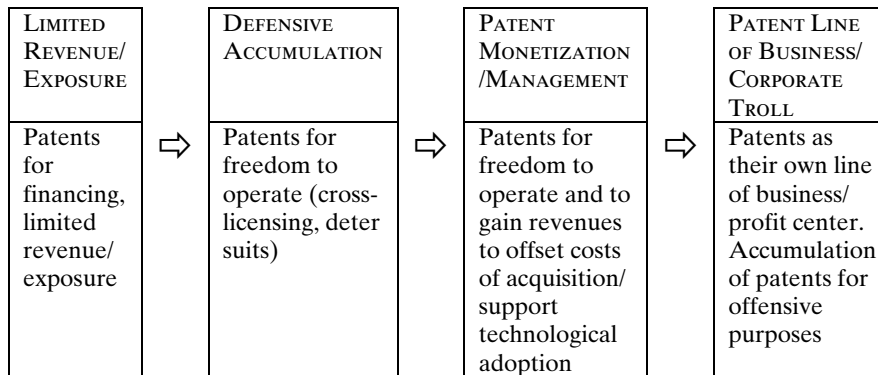 LIMITED
REVENUE/
EXPOSURE
Patents
for
financing,
limited
revenue/
exposure
⇨
DEFENSIVE
ACCUMULATION
Patents for
freedom to
operate (cross-
licensing, deter
suits)
⇨
PATENT
MONETIZATION
/MANAGEMENT
Patents for
freedom to
operate and to
gain revenues
to offset costs
of acquisition/
support
technological
adoption
⇨
PATENT LINE
OF BUSINESS/
CORPORATE
TROLL
Patents as
their own line
of business/
profit center.
Accumulation
of patents for
offensive
purposes